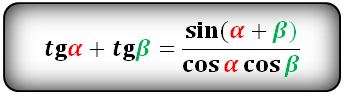 tgα + tgβ = sin(α + β) / cos α cos β